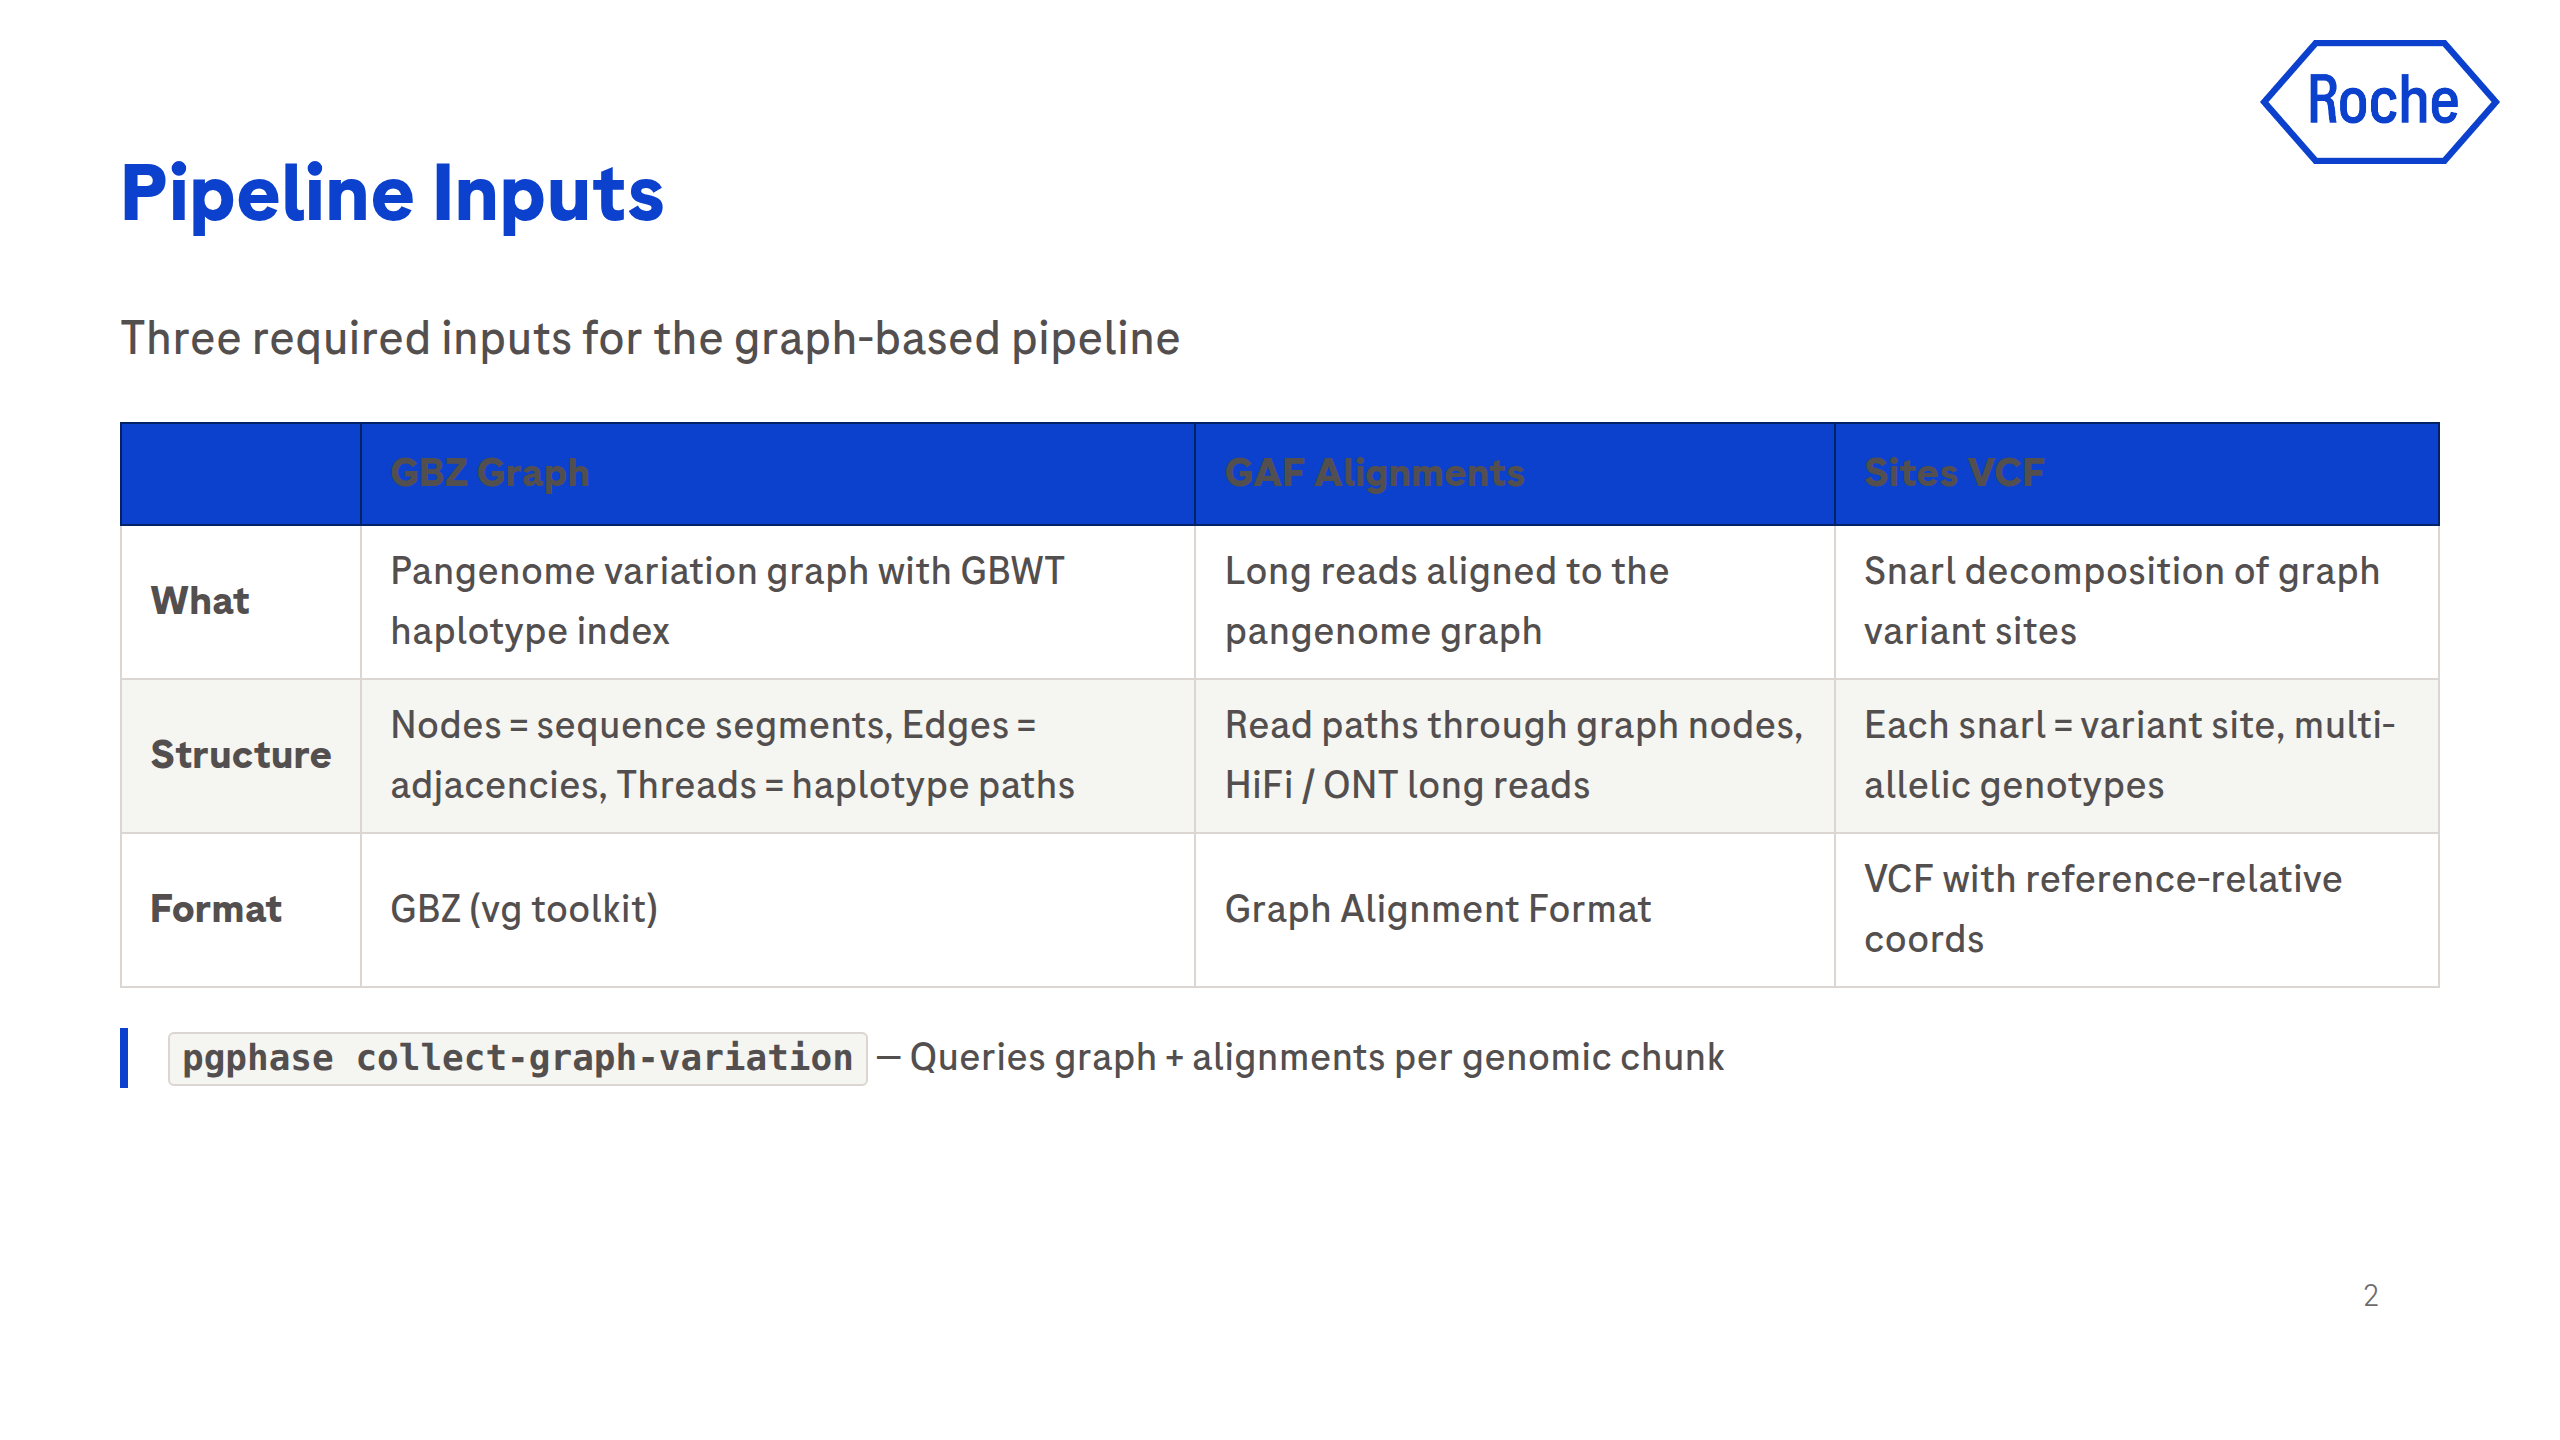 Roche
Pipeline Inputs
Three required inputs for the graph-based pipeline
GBZ Graph
GAF Alignments
Sites VCF
What
Pangenome variation graph with GBWT
haplotype index
Long reads aligned to the
pangenome graph
Snarl decomposition of graph
variant sites
Structure
Nodes = sequence segments, Edges =
adjacencies, Threads = haplotype paths
Read paths through graph nodes,
HiFi / ONT long reads
Each snarl = variant site, multi-
allelic genotypes
Format
GBZ (vg toolkit)
Graph Alignment Format
VCF with reference-relative
coords
pgphase collect-graph-variation — Queries graph + alignments per genomic chunk
2